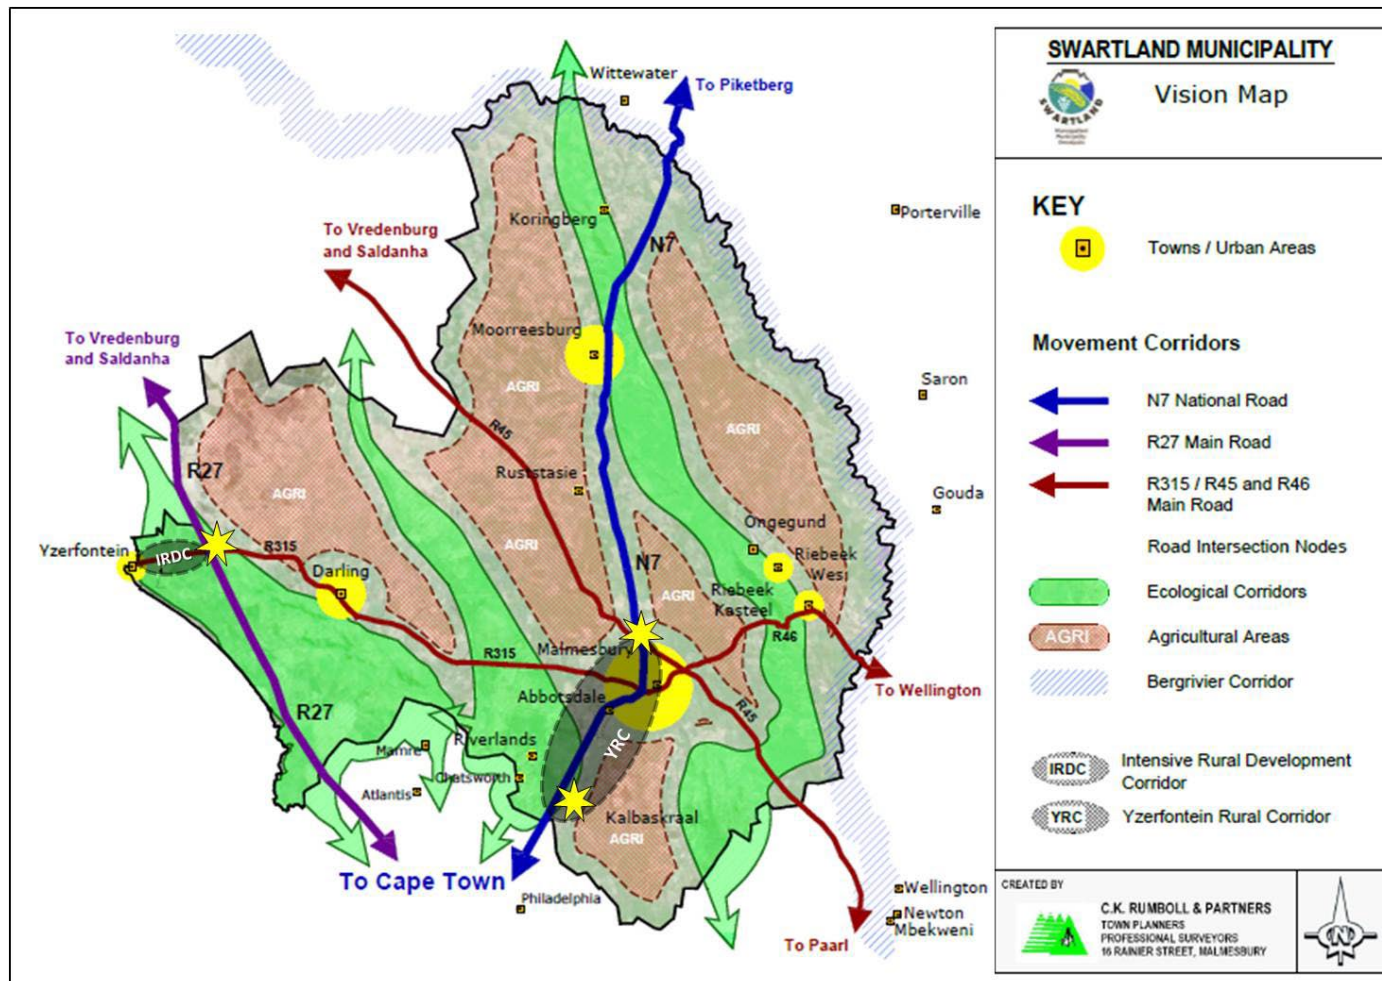 Wittewater
To Piketberg
Koringberg
Porterville
To Vredenburg
and Saldanha
N7
Moorreesburg
To Vredenburg
and Saldanha
Saron
AGRI
R45
AGRI
R27
Ruststasie
AGRI
AGRI
Gouda
Ongegund
Yzerfontein
IRDC
R315
Darling
N7
AGRI
Riebeek
West
Riebeek
Kasteel
AGRI
R46
Malmesbury
R315
To Wellington
Abbotsdale
R45
R27
Mamre
Riverlands
YRC
Chatsworth
Atlantis
Kalbaskraal
AGRI
To Cape Town
Philadelphia
Wellington
Newton
Mbekweni
To Paarl
SWARTLAND MUNICIPALITY
Vision Map
SWARTLAND
KEY
Towns / Urban Areas
Movement Corridors
N7 National Road
R27 Main Road
R315 / R45 and R46
Main Road
Road Intersection Nodes
Ecological Corridors
AGRI
Agricultural Areas
Bergrivier Corridor
IRDC
Intensive Rural Development
Corridor
YRC
Yzerfontein Rural Corridor
CREATED BY
C.K. RUMBOLL & PARTNERS
TOWN PLANNERS
PROFESSIONAL SURVEYORS
16 RAINIER STREET, MALMESBURY
N